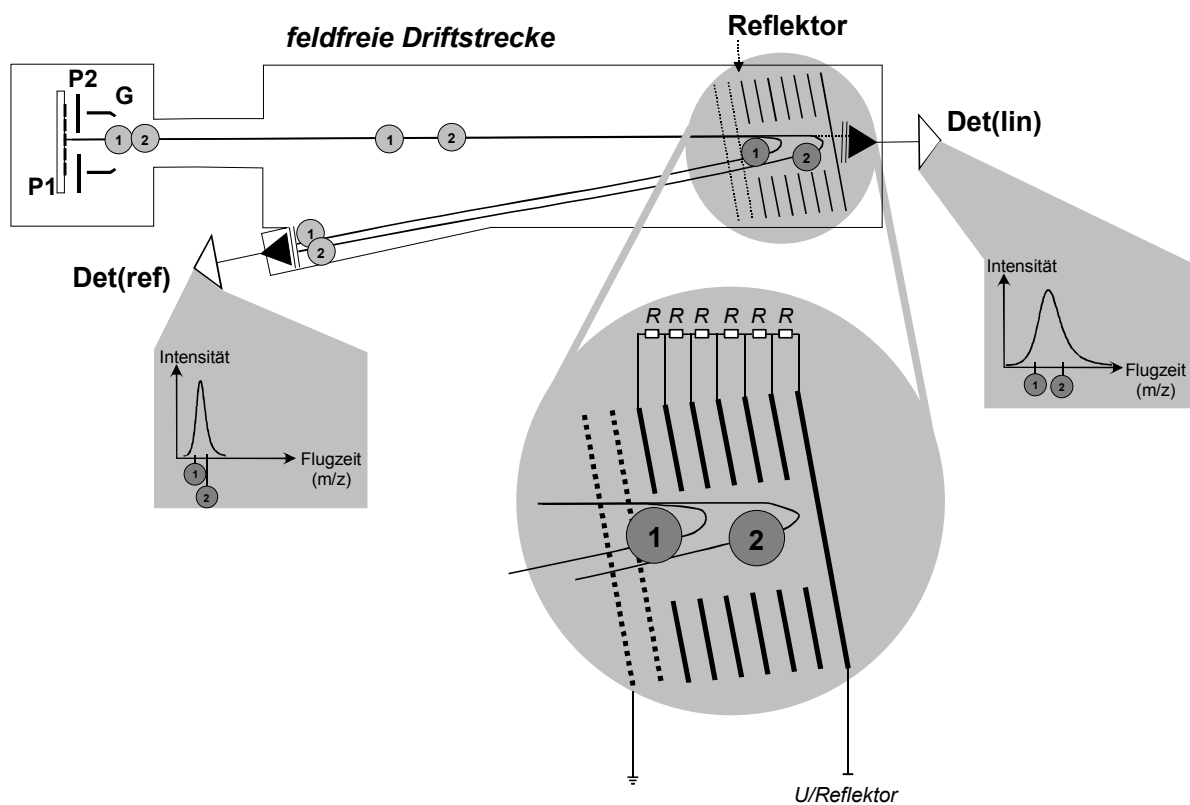 feldfreie Driftstrecke
Reflektor
P2
G
P1
1
2
1
2
1
2
Det(lin)
1
2
Det(ref)
Intensität
Flugzeit
(m/z)
1
2
Intensität
Flugzeit
(m/z)
1
2
R R R R R R
1
2
U/Reflektor